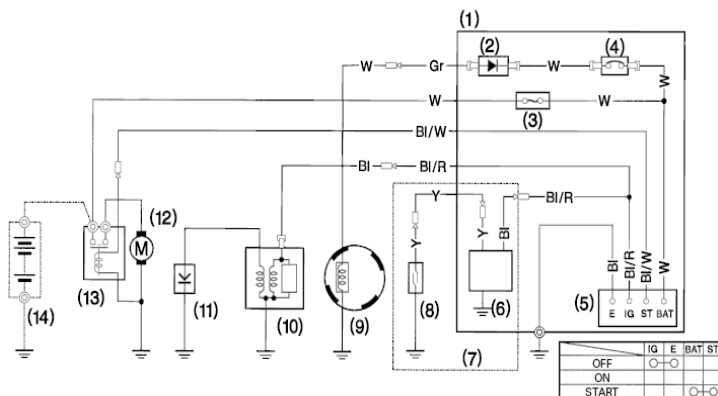 (1)
(2)
(4)
W
Gr
W
W
W
W
(3)
Bl/W
Bl
Bl/R
Y
Bl/R
(12)
M
Y
Y
Bl
Bl
Bl/R
Bl/W
W
(5)
E IG ST BAT
(13)
(14)
(11)
(10)
(9)
(8)
(6)
(7)
IG E BAT ST
OFF
ON
START